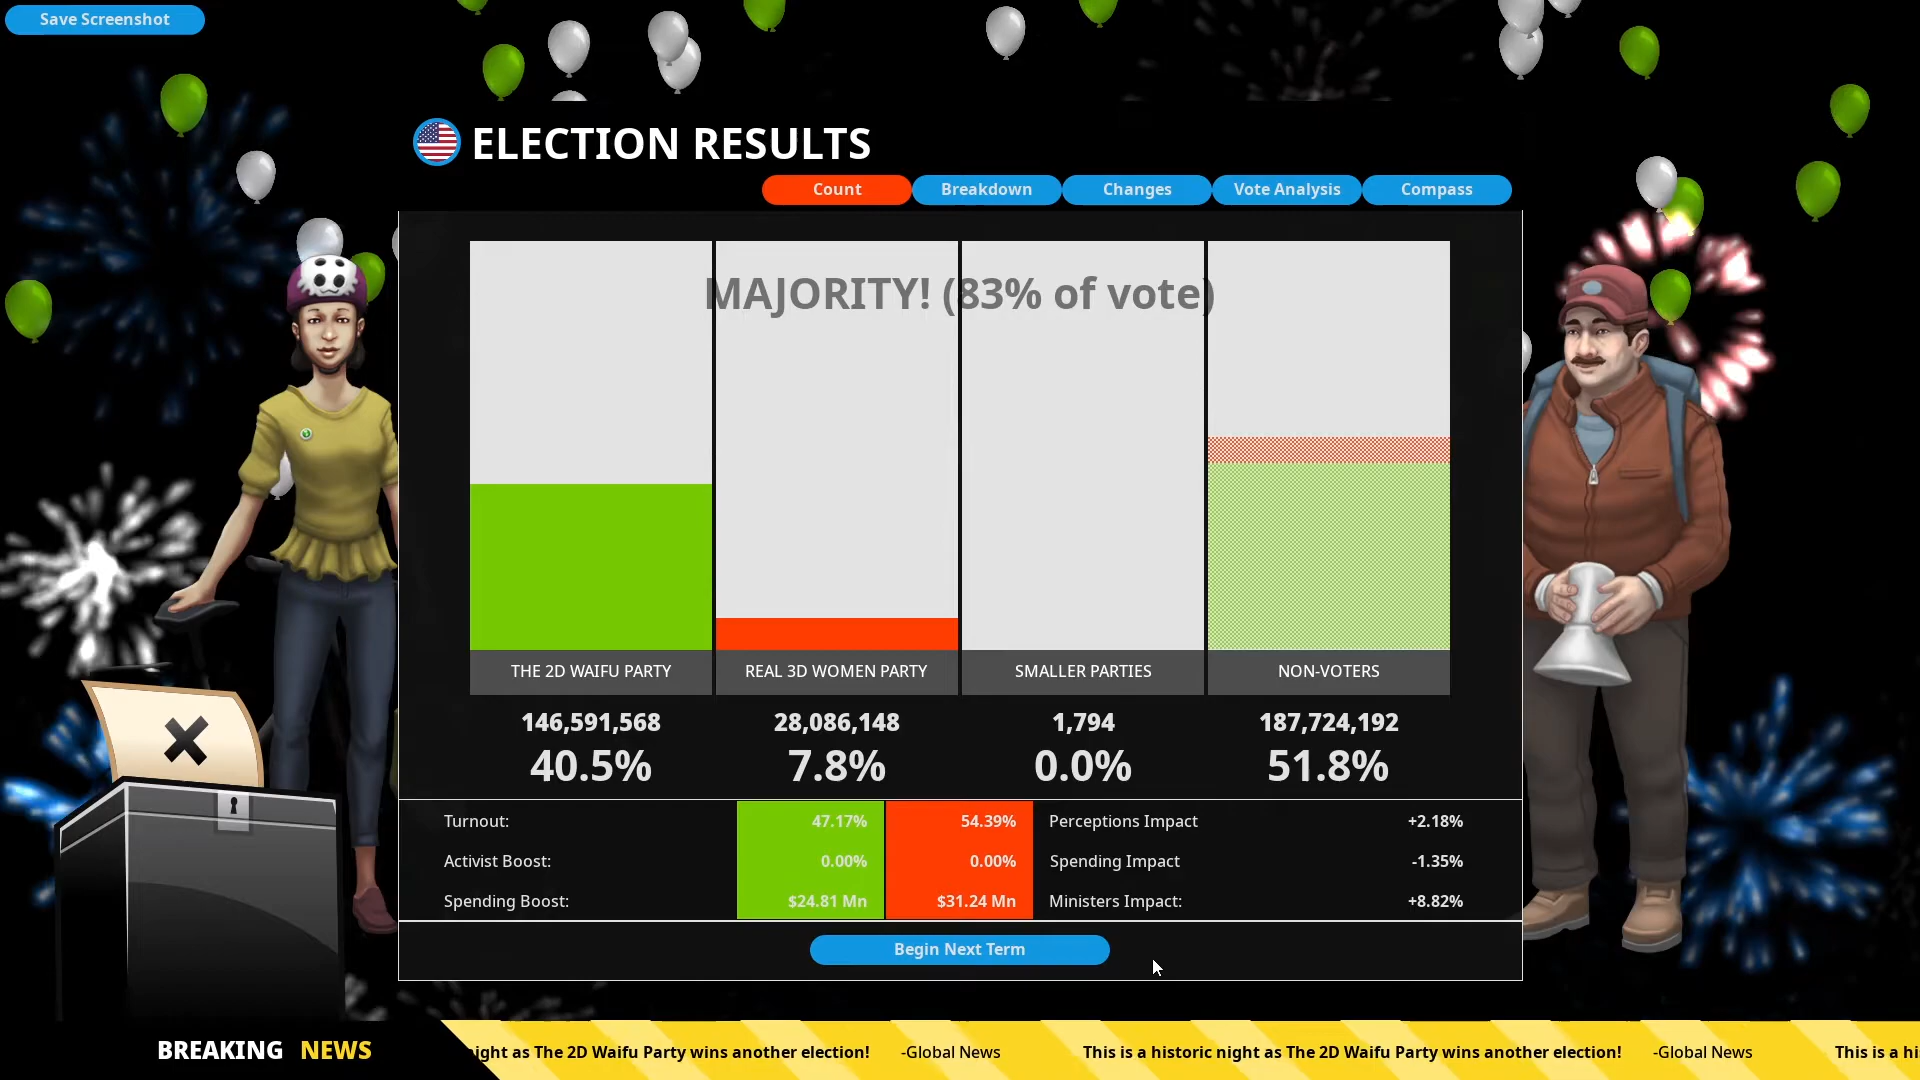 Save Screenshot
ELECTION RESULTS
Count Breakdown Changes Vote Analysis Compass
MAJORITY! (83% of vote)
THE 2D WAIFU PARTY REAL 3D WOMEN PARTY SMALLER PARTIES NON-VOTERS
146,591,568 28,086,148 1,794 187,724,192
40.5% 7.8% 0.0% 51.8%
Turnout: 47.17% 54.39% Perceptions Impact +2.18%
Activist Boost: 0.00% 0.00% Spending Impact -1.35%
Spending Boost: $24.81 Mn $31.24 Mn Ministers Impact: +8.82%
Begin Next Term
BREAKING NEWS night as The 2D Waifu Party wins another election! -Global News This is a historic night as The 2D Waifu Party wins another election! -Global News This is a hi